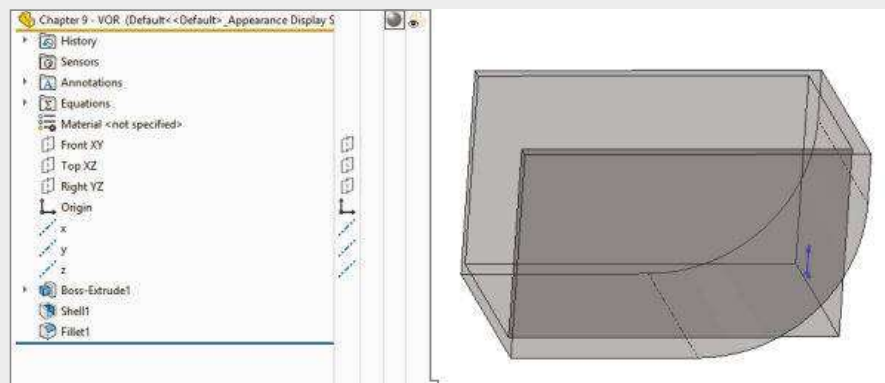 Chapter 9 - VOR (Default<<Default>_Appearance Display S
History
Sensors
Annotations
Equations
Material <not specified>
Front XY
Top XZ
Right YZ
Origin
x
y
z
Boss-Extrude1
Shell1
Fillet1